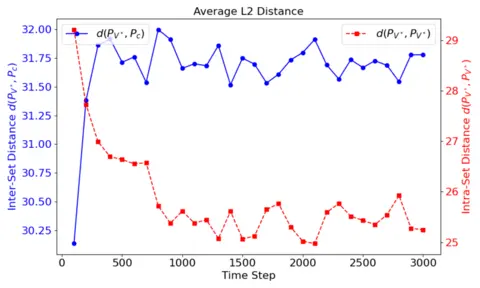 Average L2 Distance
d(P_V*, P_c)
d(P_V*, P_V*)
Inter-Set Distance d(P_V*, P_c)
32.00
31.75
31.50
31.25
31.00
30.75
30.50
30.25
29
28
27
26
25
Intra-Set Distance d(P_V*, P_V*)
0 500 1000 1500 2000 2500 3000
Time Step